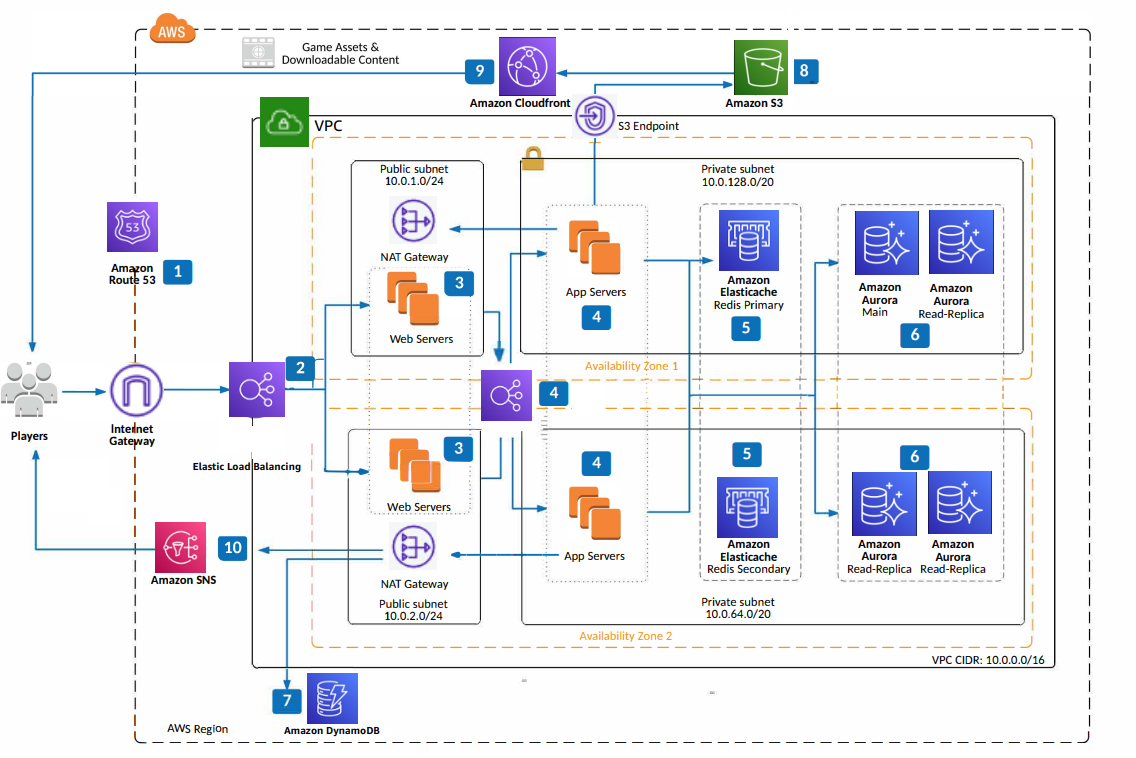 AWS
Game Assets &
Downloadable Content
9
8
Amazon Cloudfront
Amazon S3
VPC
S3 Endpoint
Public subnet
10.0.1.0/24
Private subnet
10.0.128.0/20
53
Amazon
Route 53
1
NAT Gateway
3
Web Servers
App Servers
4
Amazon
Elasticache
Redis Primary
5
Amazon
Aurora
Main
Amazon
Aurora
Read-Replica
6
Availability Zone 1
2
4
Players
Internet
Gateway
Elastic Load Balancing
3
Web Servers
4
App Servers
5
Amazon
Elasticache
Redis Secondary
6
Amazon
Aurora
Read-Replica
Amazon
Aurora
Read-Replica
10
Amazon SNS
NAT Gateway
Public subnet
10.0.2.0/24
Private subnet
10.0.64.0/20
Availability Zone 2
VPC CIDR: 10.0.0.0/16
7
Amazon DynamoDB
AWS Region